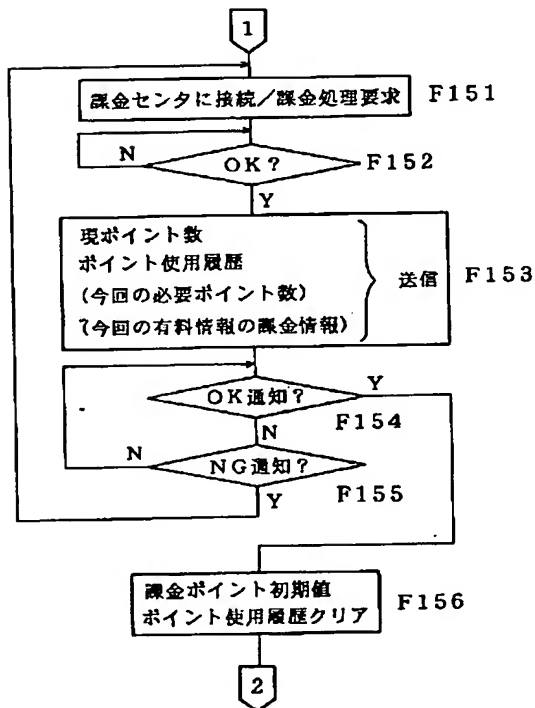 1
課金センタに接続／課金処理要求 F151
N
OK？ F152
Y
現ポイント数
ポイント使用履歴
(今回の必要ポイント数)
(今回の有料情報の課金情報)
送信 F153
OK通知？ Y
F154
N
N NG通知？
F155
Y
課金ポイント初期値
ポイント使用履歴クリア
F156
2